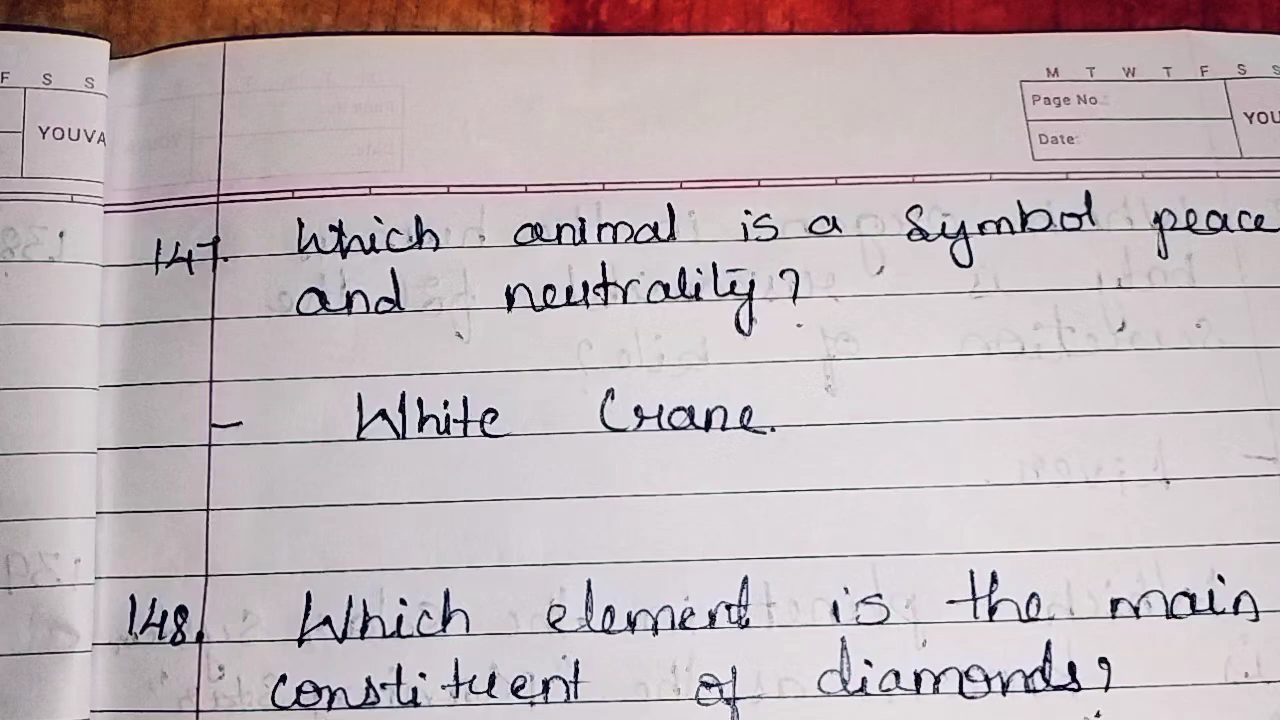 F S S
YOUVA
M T W T F S S
Page No.
YOU
Date:
147. Which animal is a Symbol peace
and neutrality?
- White Crane.
148. Which element is the main
constituent of diamonds?